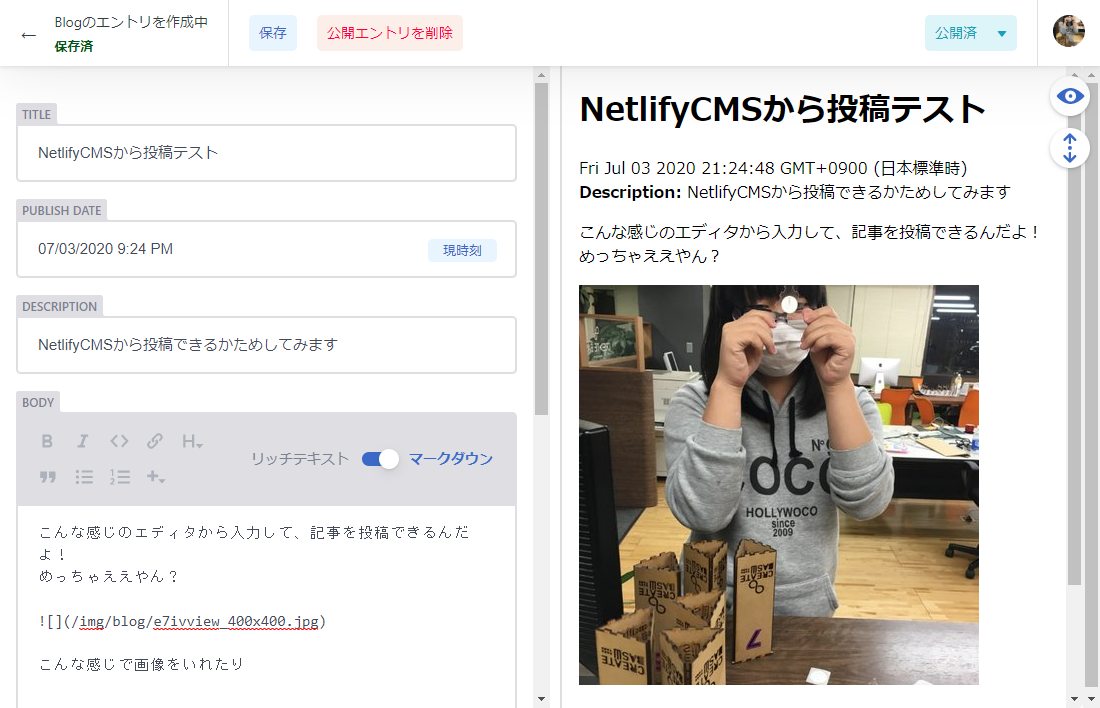 ←
Blogのエントリを作成中
保存済
保存
公開エントリを削除
公開済
TITLE
NetlifyCMSから投稿テスト
PUBLISH DATE
07/03/2020 9:24 PM
現時刻
DESCRIPTION
NetlifyCMSから投稿できるかためしてみます
BODY
B I <> H
リッチテキスト マークダウン
こんな感じのエディタから入力して、記事を投稿できるんだ
よ！
めっちゃええやん？
![](/img/blog/e7ivview_400x400.jpg)
こんな感じで画像をいれたり
NetlifyCMSから投稿テスト
Fri Jul 03 2020 21:24:48 GMT+0900 (日本標準時)
Description: NetlifyCMSから投稿できるかためしてみます
こんな感じのエディタから入力して、記事を投稿できるんだよ！
めっちゃええやん？
Nº
COCO
HOLLYWOCO
since
2009
CREATE
CREATE
CREATE
7